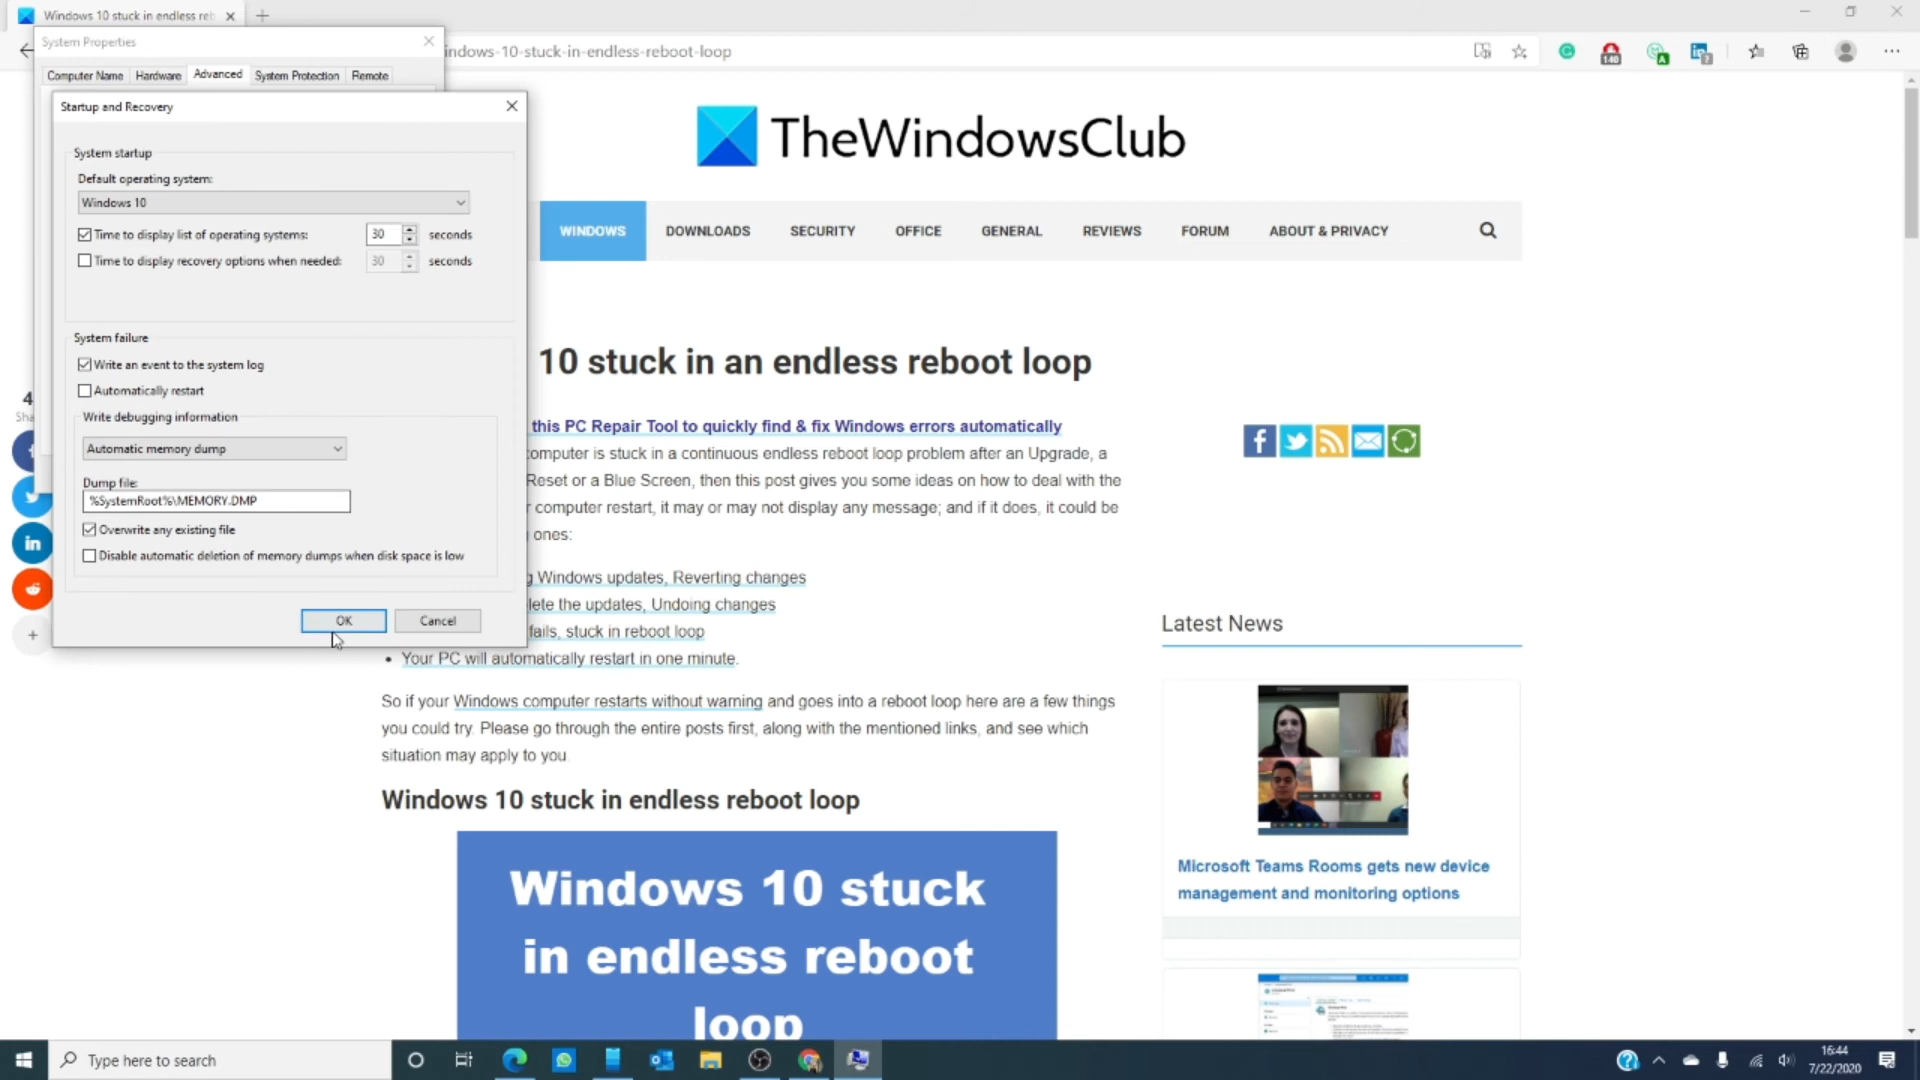 Windows 10 stuck in endless reb
System Properties
indows-10-stuck-in-endless-reboot-loop
140
A
Computer Name
Hardware
Advanced
System Protection
Remote
Startup and Recovery
System startup
Default operating system:
Windows 10
Time to display list of operating systems:
30
seconds
Time to display recovery options when needed:
30
seconds
System failure
Write an event to the system log
Automatically restart
Write debugging information
Automatic memory dump
Dump file:
%SystemRoot%\MEMORY.DMP
Overwrite any existing file
Disable automatic deletion of memory dumps when disk space is low
OK
Cancel
4
Sha
in
TheWindowsClub
WINDOWS
DOWNLOADS
SECURITY
OFFICE
GENERAL
REVIEWS
FORUM
ABOUT & PRIVACY
10 stuck in an endless reboot loop
this PC Repair Tool to quickly find & fix Windows errors automatically
omputer is stuck in a continuous endless reboot loop problem after an Upgrade, a
Reset or a Blue Screen, then this post gives you some ideas on how to deal with the
computer restart, it may or may not display any message; and if it does, it could be
ones:
g Windows updates, Reverting changes
lete the updates, Undoing changes
fails, stuck in reboot loop
• Your PC will automatically restart in one minute.
So if your Windows computer restarts without warning and goes into a reboot loop here are a few things
you could try. Please go through the entire posts first, along with the mentioned links, and see which
situation may apply to you.
Windows 10 stuck in endless reboot loop
Windows 10 stuck
in endless reboot
loop
Latest News
Microsoft Teams Rooms gets new device
management and monitoring options
Type here to search
16:44
7/22/2020